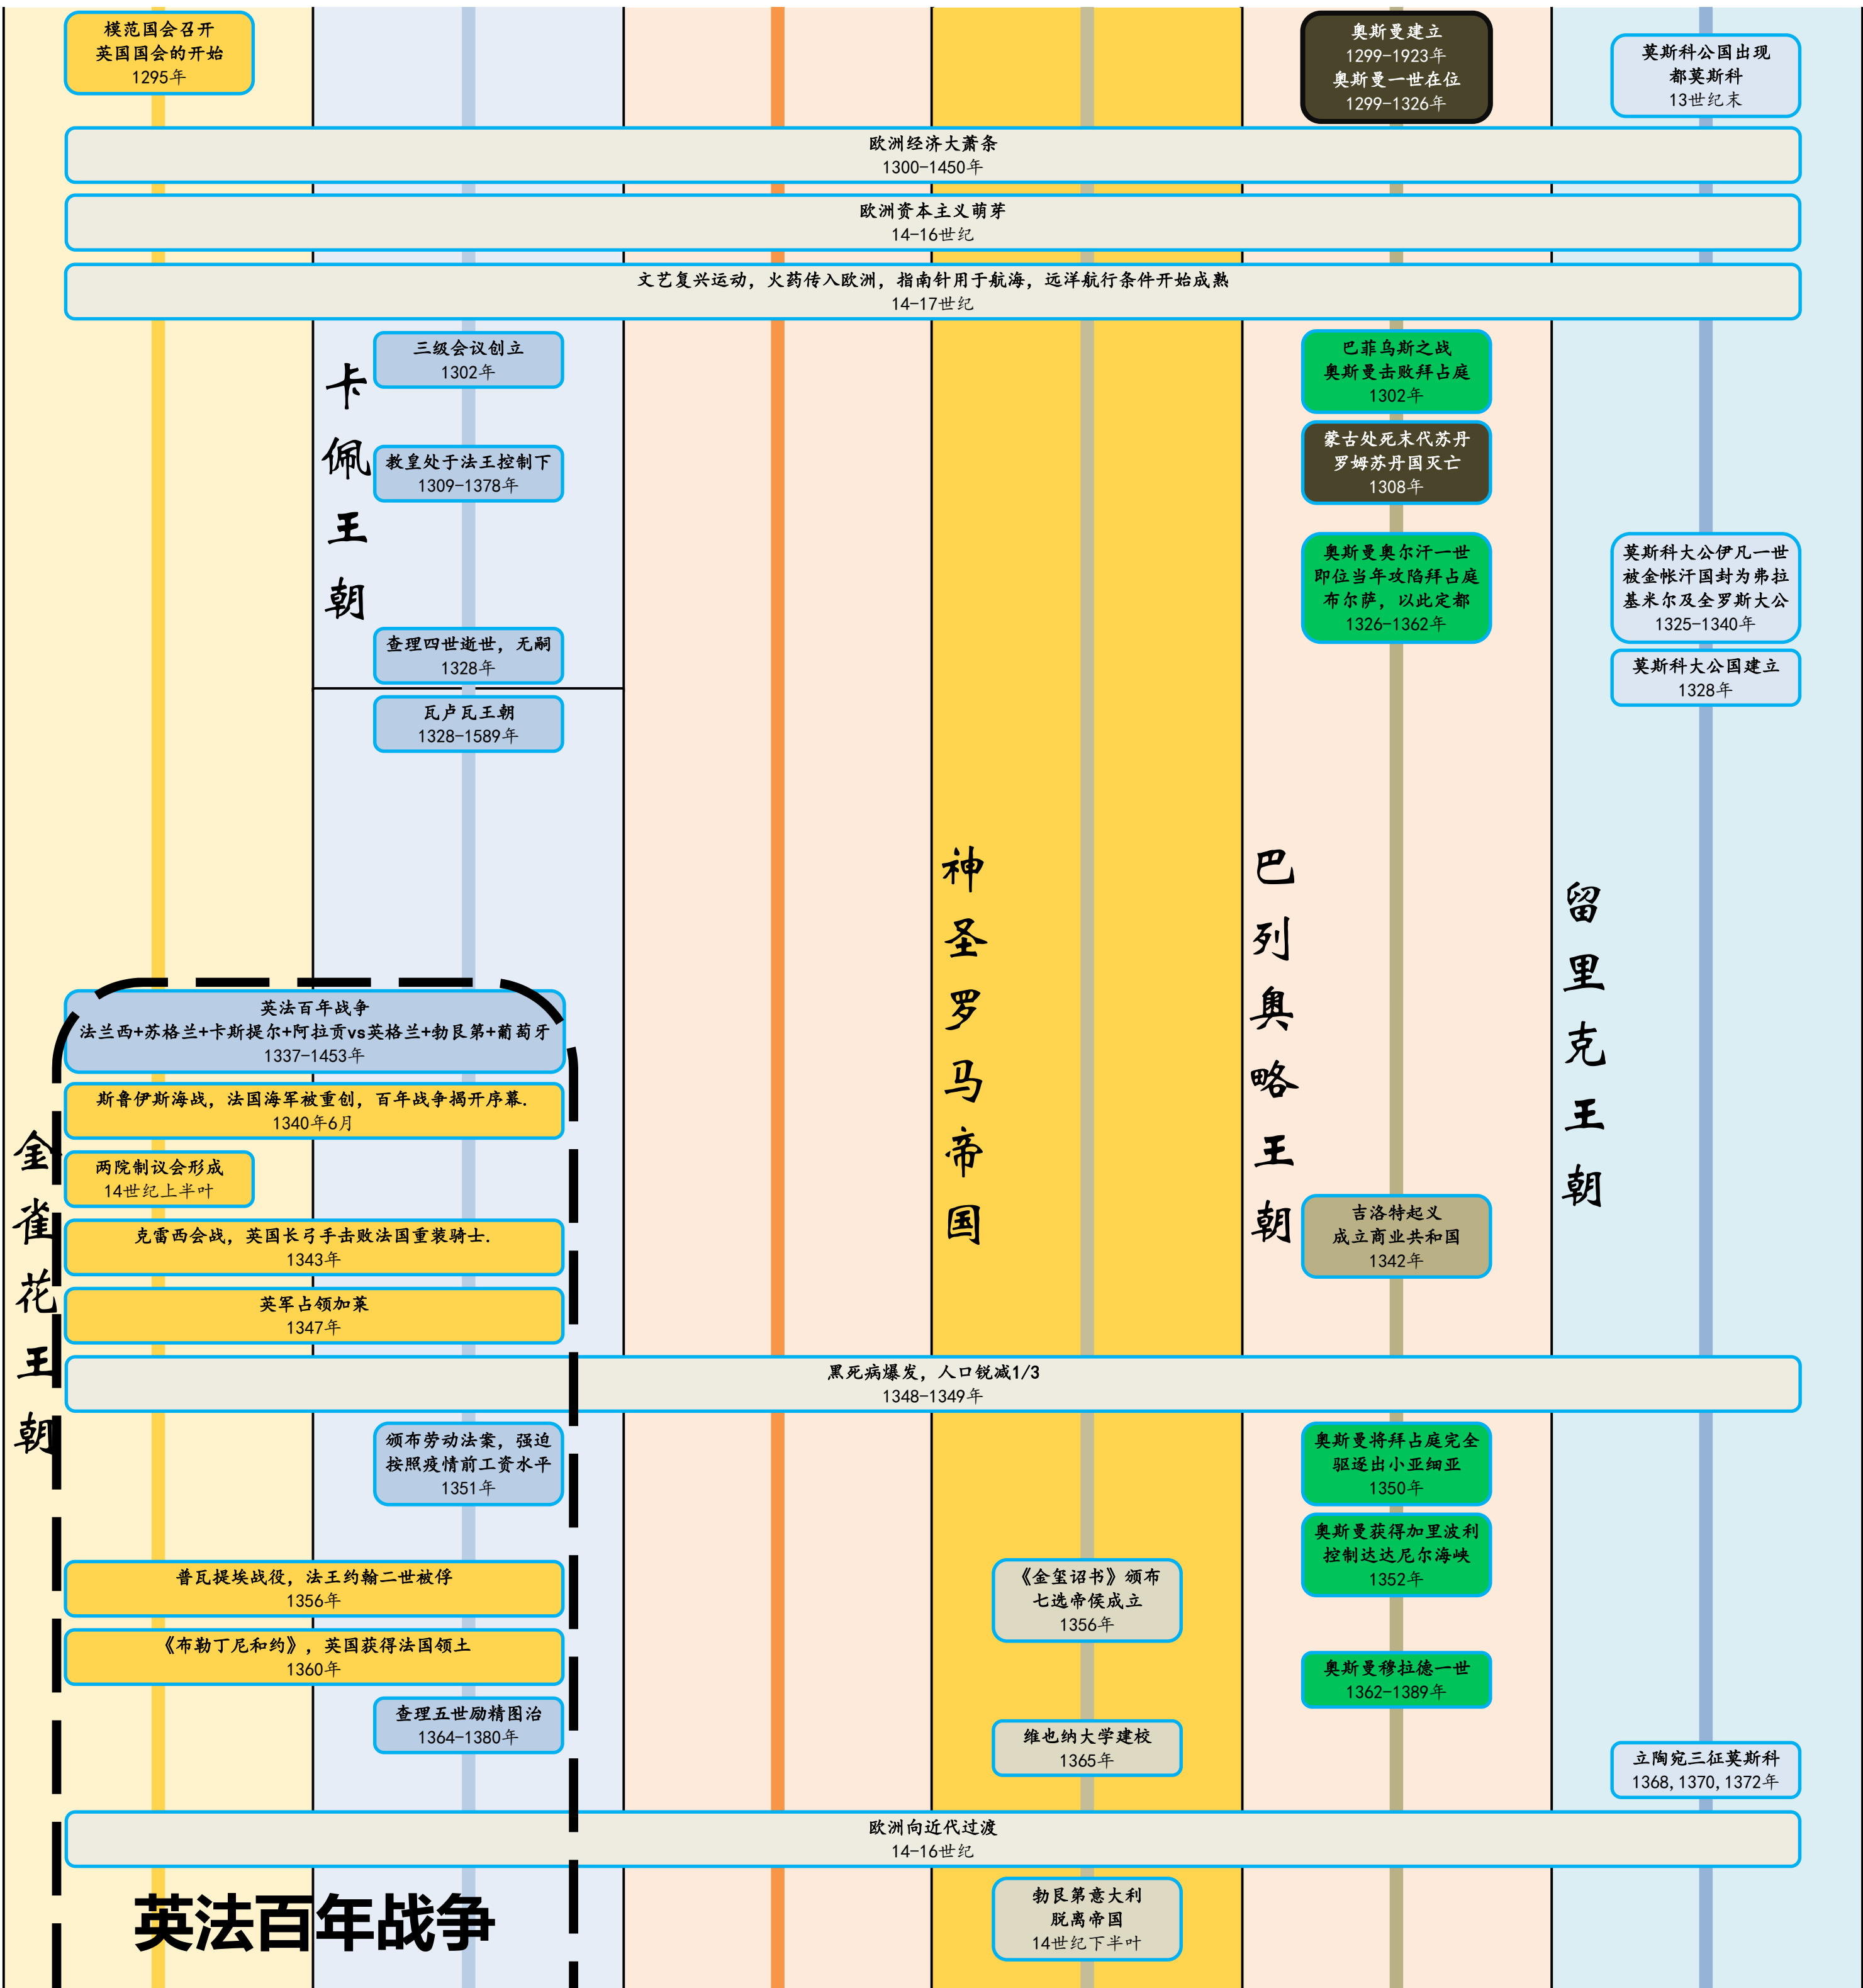 模范国会召开
英国国会的开始
1295年
奥斯曼建立
1299-1923年
奥斯曼一世在位
1299-1326年
莫斯科公国出现
都莫斯科
13世纪末
欧洲经济大萧条
1300-1450年
欧洲资本主义萌芽
14-16世纪
文艺复兴运动，火药传入欧洲，指南针用于航海，远洋航行条件开始成熟
14-17世纪
卡佩王朝
三级会议创立
1302年
巴菲乌斯之战
奥斯曼击败拜占庭
1302年
教皇处于法王控制下
1309-1378年
蒙古处死末代苏丹
罗姆苏丹国灭亡
1308年
奥斯曼奥尔汗一世
即位当年攻陷拜占庭
布尔萨，以此定都
1326-1362年
莫斯科大公伊凡一世
被金帐汗国封为弗拉
基米尔及全罗斯大公
1325-1340年
查理四世逝世，无嗣
1328年
莫斯科大公国建立
1328年
瓦卢瓦王朝
1328-1589年
神圣罗马帝国
巴列奥略王朝
留里克王朝
英法百年战争
法兰西+苏格兰+卡斯提尔+阿拉贡vs英格兰+勃艮第+葡萄牙
1337-1453年
斯鲁伊斯海战，法国海军被重创，百年战争揭开序幕.
1340年6月
金雀花王朝
两院制议会形成
14世纪上半叶
克雷西会战，英国长弓手击败法国重装骑士.
1343年
吉洛特起义
成立商业共和国
1342年
英军占领加莱
1347年
黑死病爆发，人口锐减1/3
1348-1349年
颁布劳动法案，强迫
按照疫情前工资水平
1351年
奥斯曼将拜占庭完全
驱逐出小亚细亚
1350年
奥斯曼获得加里波利
控制达达尼尔海峡
1352年
普瓦提埃战役，法王约翰二世被俘
1356年
《金玺诏书》颁布
七选帝侯成立
1356年
《布勒丁尼和约》，英国获得法国领土
1360年
奥斯曼穆拉德一世
1362-1389年
查理五世励精图治
1364-1380年
维也纳大学建校
1365年
立陶宛三征莫斯科
1368,1370,1372年
欧洲向近代过渡
14-16世纪
英法百年战争
勃艮第意大利
脱离帝国
14世纪下半叶